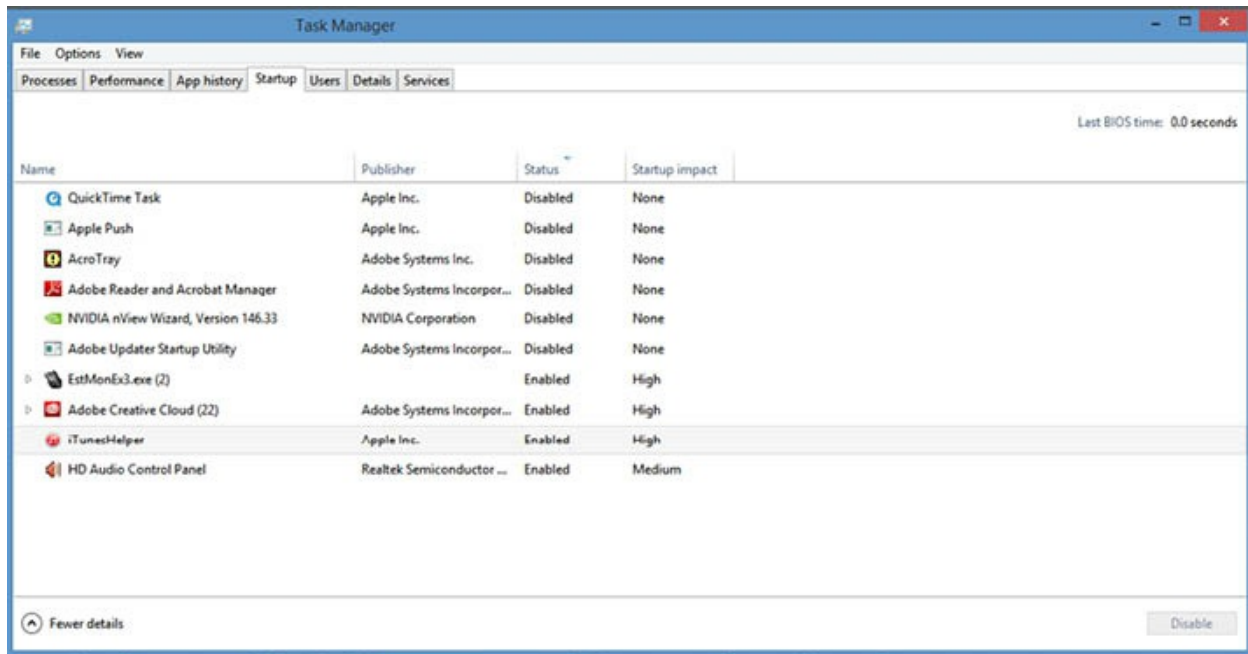 Task Manager
File Options View
Processes Performance App history Startup Users Details Services
Last BIOS time: 0.0 seconds
Name Publisher Status Startup impact
QuickTime Task Apple Inc. Disabled None
Apple Push Apple Inc. Disabled None
AcroTray Adobe Systems Inc. Disabled None
Adobe Reader and Acrobat Manager Adobe Systems Incorpor... Disabled None
NVIDIA nView Wizard, Version 146.33 NVIDIA Corporation Disabled None
Adobe Updater Startup Utility Adobe Systems Incorpor... Disabled None
EstMonEx3.exe (2) Enabled High
Adobe Creative Cloud (22) Adobe Systems Incorpor... Enabled High
iTunesHelper Apple Inc. Enabled High
HD Audio Control Panel Realtek Semiconductor ... Enabled Medium
Fewer details Disable